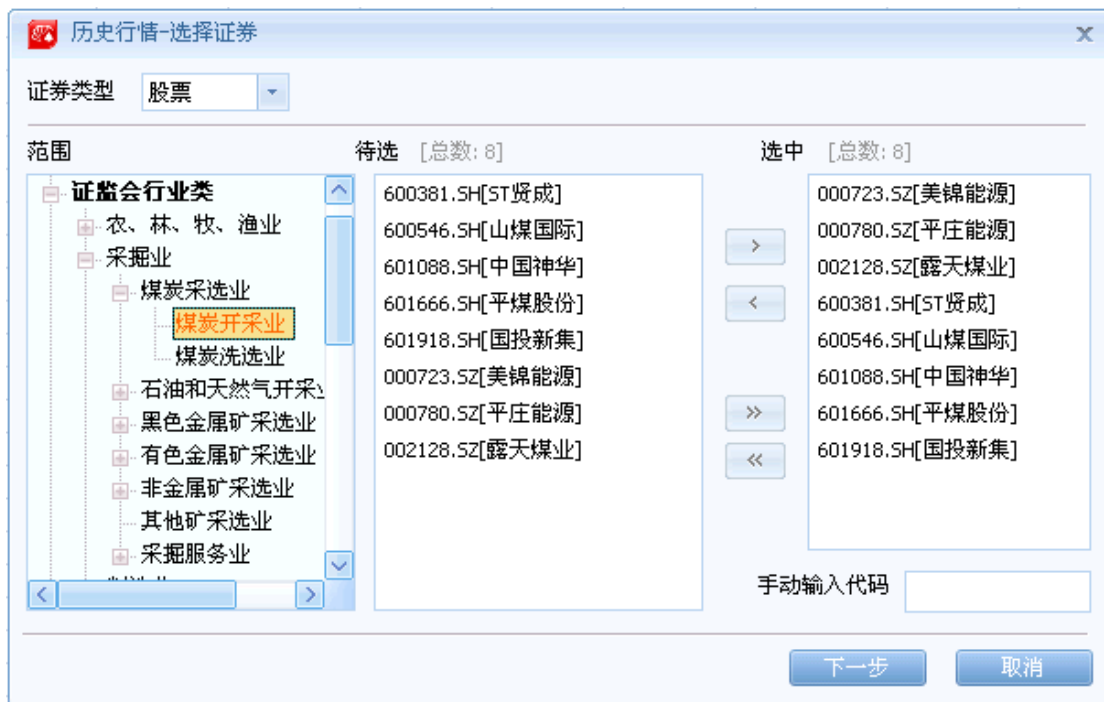 历史行情-选择证券
证券类型 股票
范围
证监会行业类
农、林、牧、渔业
采掘业
煤炭采选业
煤炭开采业
煤炭洗选业
石油和天然气开采
黑色金属矿采选业
有色金属矿采选业
非金属矿采选业
其他矿采选业
采掘服务业
待选 [总数: 8]
600381.SH[ST贤成]
600546.SH[山煤国际]
601088.SH[中国神华]
601666.SH[平煤股份]
601918.SH[国投新集]
000723.SZ[美锦能源]
000780.SZ[平庄能源]
002128.SZ[露天煤业]
>
<
>>
<<
选中 [总数: 8]
000723.SZ[美锦能源]
000780.SZ[平庄能源]
002128.SZ[露天煤业]
600381.SH[ST贤成]
600546.SH[山煤国际]
601088.SH[中国神华]
601666.SH[平煤股份]
601918.SH[国投新集]
手动输入代码
下一步 取消